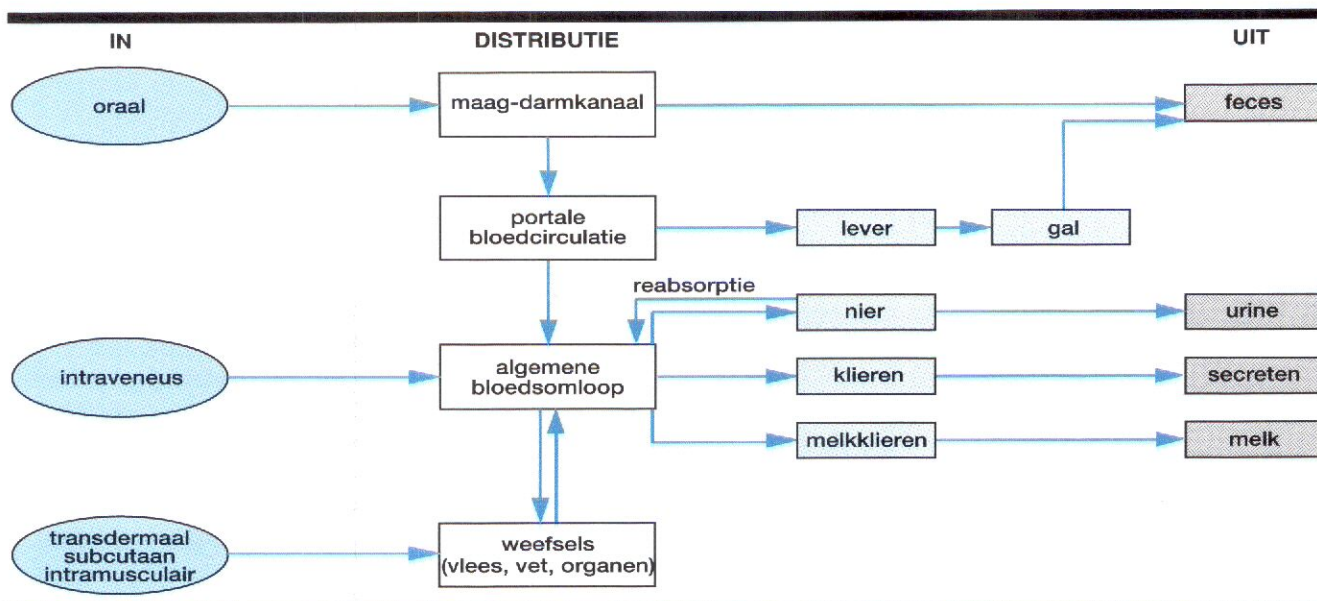 IN
DISTRIBUTIE
UIT
oraal
maag-darmkanaal
feces
portale
bloedcirculatie
lever
gal
reabsorptie
nier
urine
intraveneus
algemene
bloedsomloop
klieren
secreten
melkklieren
melk
transdermaal
subcutaan
intramusculair
weefsels
(vlees, vet, organen)